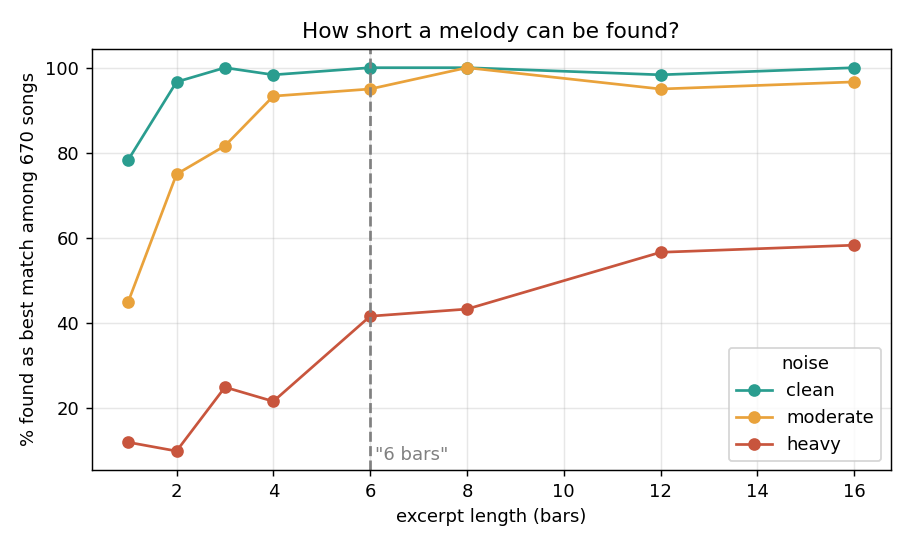 How short a melody can be found?
% found as best match among 670 songs
100
80
60
40
20
"6 bars"
noise
clean
moderate
heavy
2 4 6 8 10 12 14 16
excerpt length (bars)